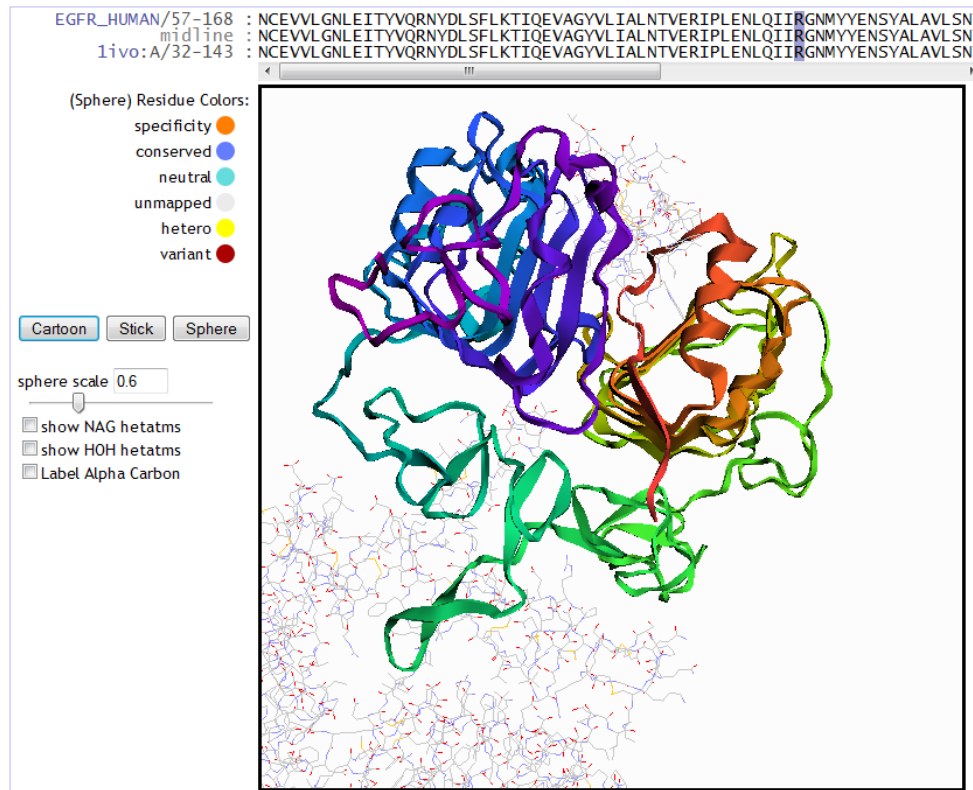 EGFR_HUMAN/57-168 : NCEVVLGNLEITYVQRNYDLSFLKTIQEVAGYVLIALNTVERIPLENLQIIRGNMYYENSYALAVLSN
midline : NCEVVLGNLEITYVQRNYDLSFLKTIQEVAGYVLIALNTVERIPLENLQIIRGNMYYENSYALAVLSN
1ivo:A/32-143 : NCEVVLGNLEITYVQRNYDLSFLKTIQEVAGYVLIALNTVERIPLENLQIIRGNMYYENSYALAVLSN
(Sphere) Residue Colors:
specificity
conserved
neutral
unmapped
hetero
variant
Cartoon Stick Sphere
sphere scale 0.6
show NAG hetatms
show HOH hetatms
Label Alpha Carbon